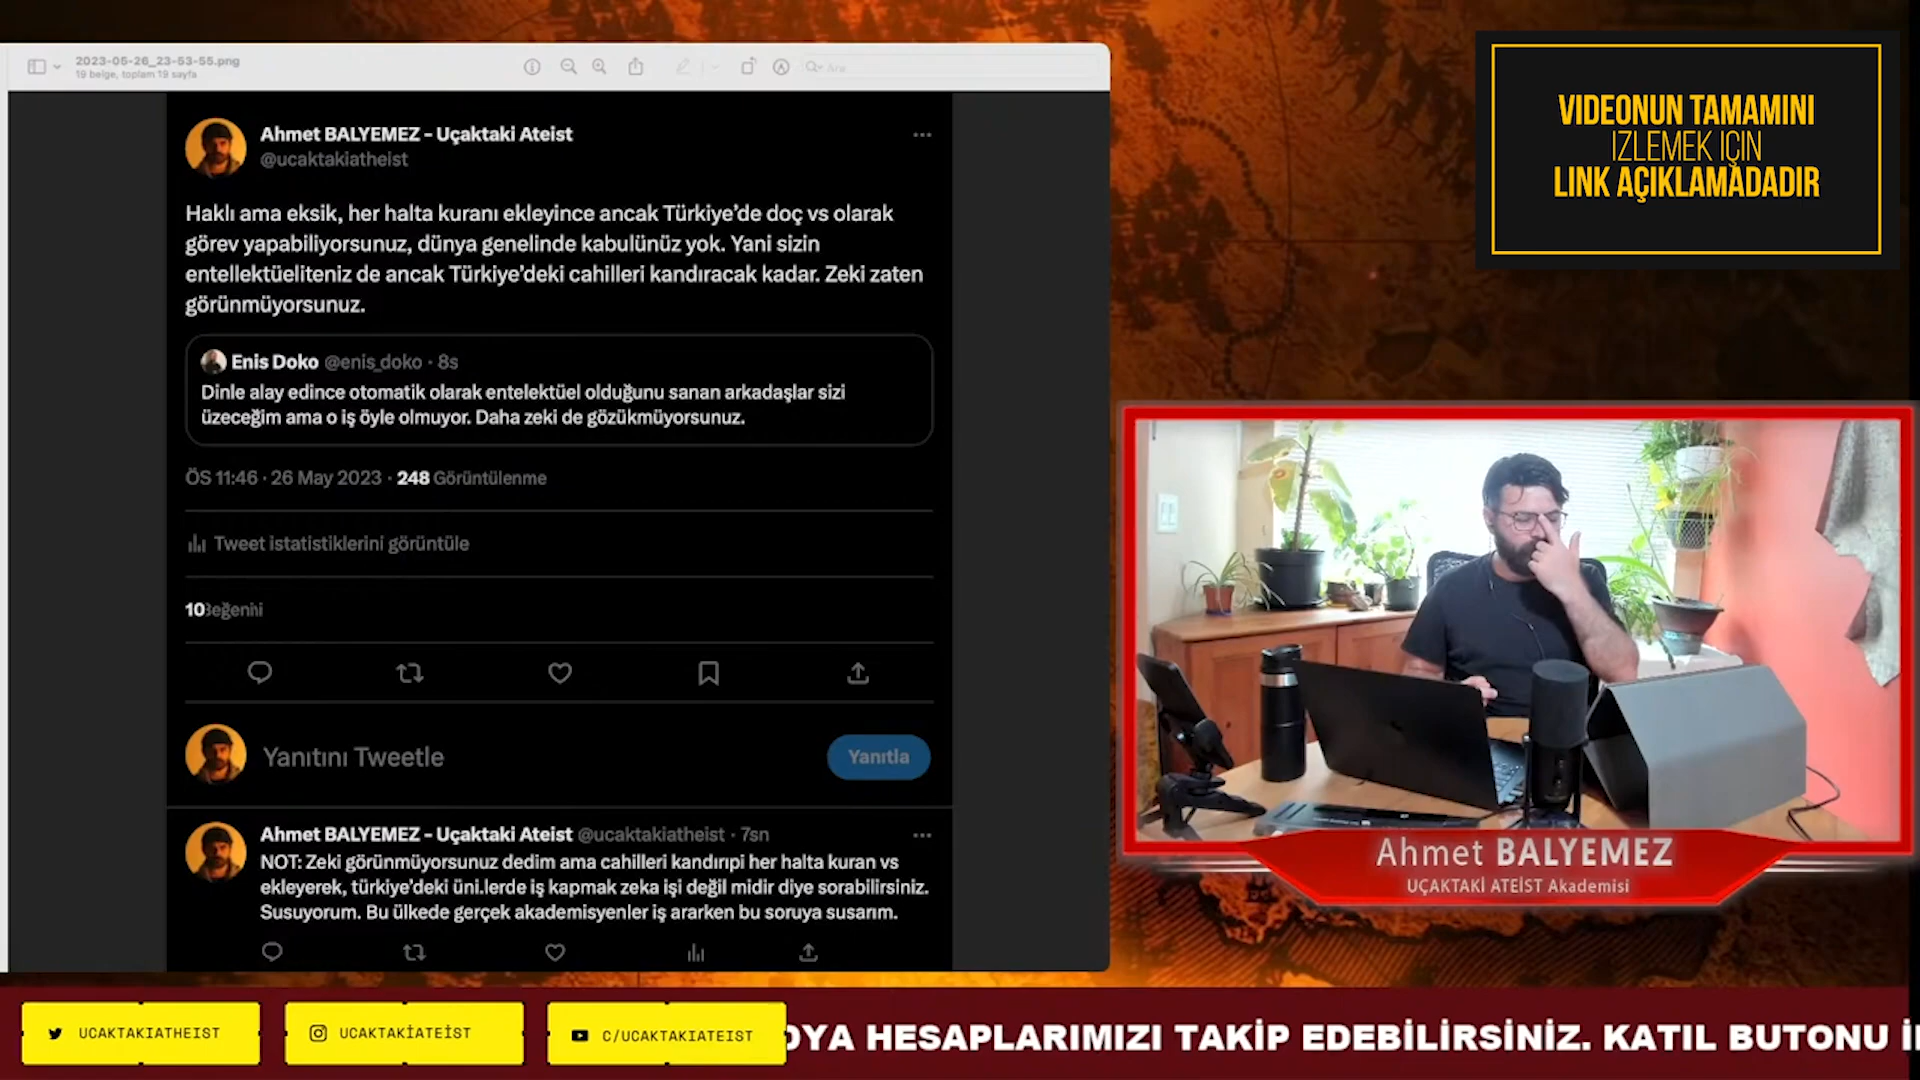 2023-05-26_23-53-55.png
19 belge, toplam 19 sayfa
Ara
VIDEONUN TAMAMINI
IZLEMEK IÇIN
LINK AÇIKLAMADADIR
Ahmet BALYEMEZ - Uçaktaki Ateist
@ucaktakiatheist
Haklı ama eksik, her halta kuranı ekleyince ancak Türkiye'de doç vs olarak
görev yapabiliyorsunuz, dünya genelinde kabulünüz yok. Yani sizin
entellektüeliteniz de ancak Türkiye'deki cahilleri kandıracak kadar. Zeki zaten
görünmüyorsunuz.
Enis Doko @enis_doko · 8s
Dinle alay edince otomatik olarak entelektüel olduğunu sanan arkadaşlar sizi
üzeceğim ama o iş öyle olmuyor. Daha zeki de gözükmüyorsunuz.
ÖS 11:46 · 26 May 2023 · 248 Görüntülenme
Tweet istatistiklerini görüntüle
10
Yanıtını Tweetle
Yanıtla
Ahmet BALYEMEZ - Uçaktaki Ateist @ucaktakiatheist · 7sn
NOT: Zeki görünmüyorsunuz dedim ama cahilleri kandırıpi her halta kuran vs
ekleyerek, türkiye'deki üni.lerde iş kapmak zeka işi değil midir diye sorabilirsiniz.
Susuyorum. Bu ülkede gerçek akademisyenler iş ararken bu soruya susarım.
Ahmet BALYEMEZ
UÇAKTAKİ ATEİST Akademisi
UCAKTAKIATHEIST
UCAKTAKİATEİST
C/UCAKTAKIATEIST
DYA HESAPLARIMIZI TAKİP EDEBİLİRSİNİZ. KATIL BUTONU